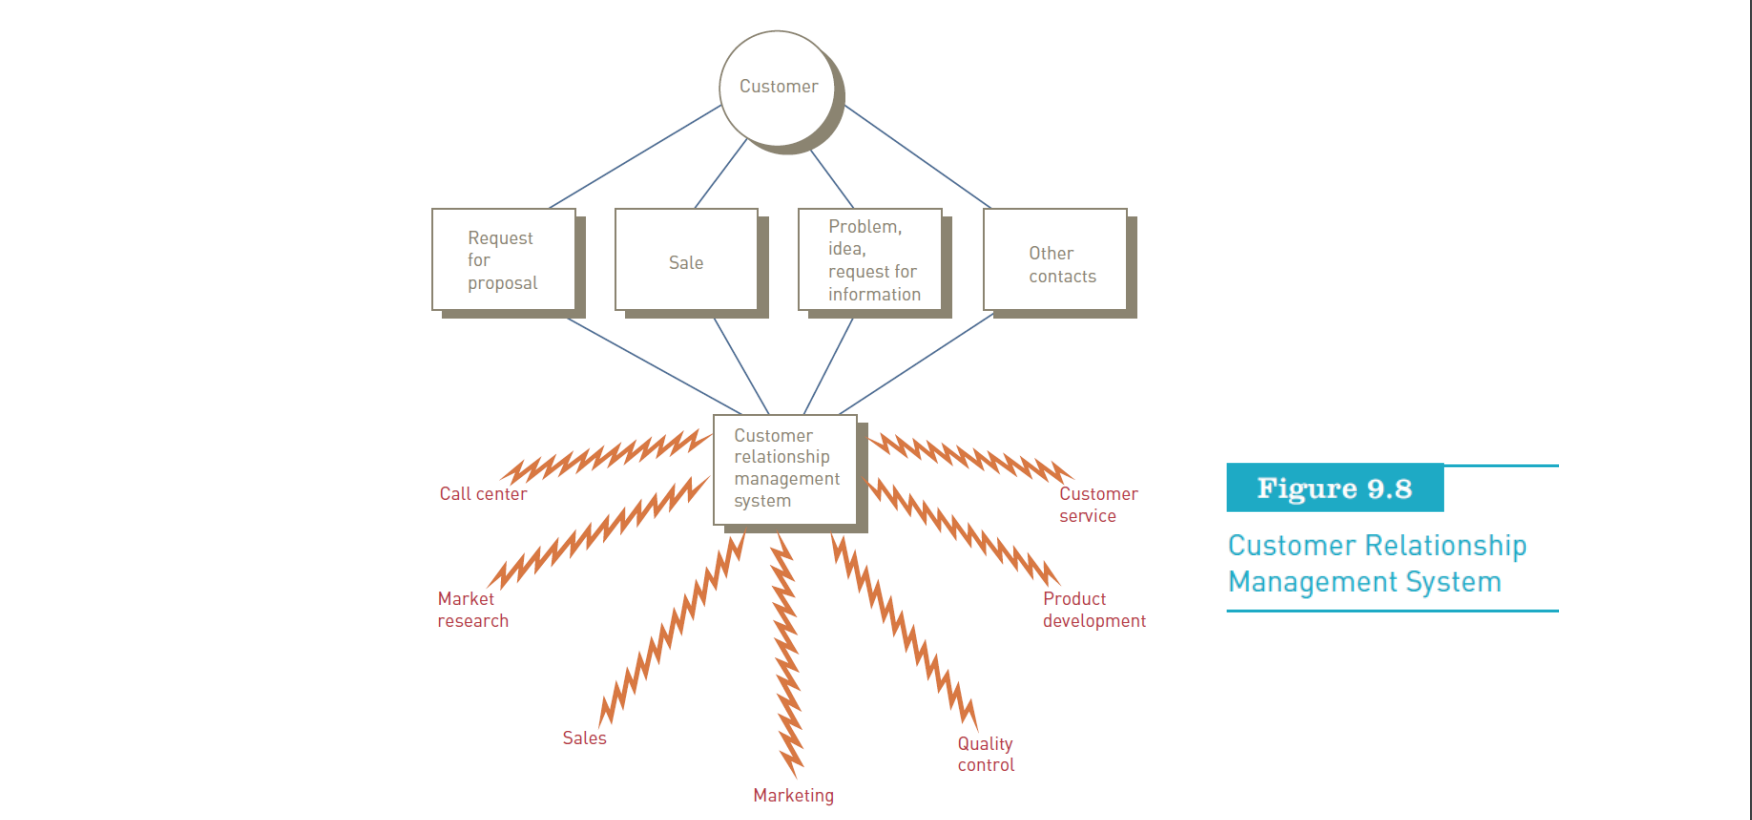 Customer
Request
for
proposal
Sale
Problem,
idea,
request for
information
Other
contacts
Customer
relationship
management
system
Call center
Market
research
Sales
Marketing
Quality
control
Product
development
Customer
service
Figure 9.8
Customer Relationship
Management System